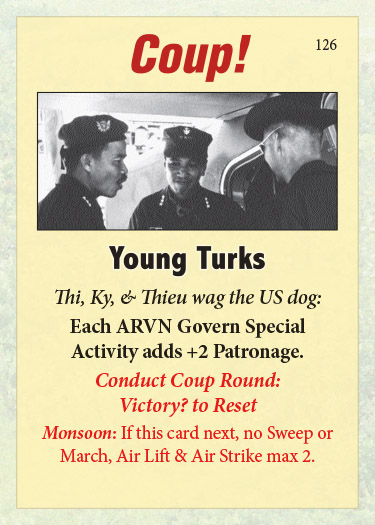 Coup!
126
Young Turks
Thi, Ky, & Thieu wag the US dog:
Each ARVN Govern Special
Activity adds +2 Patronage.
Conduct Coup Round:
Victory? to Reset
Monsoon: If this card next, no Sweep or
March, Air Lift & Air Strike max 2.